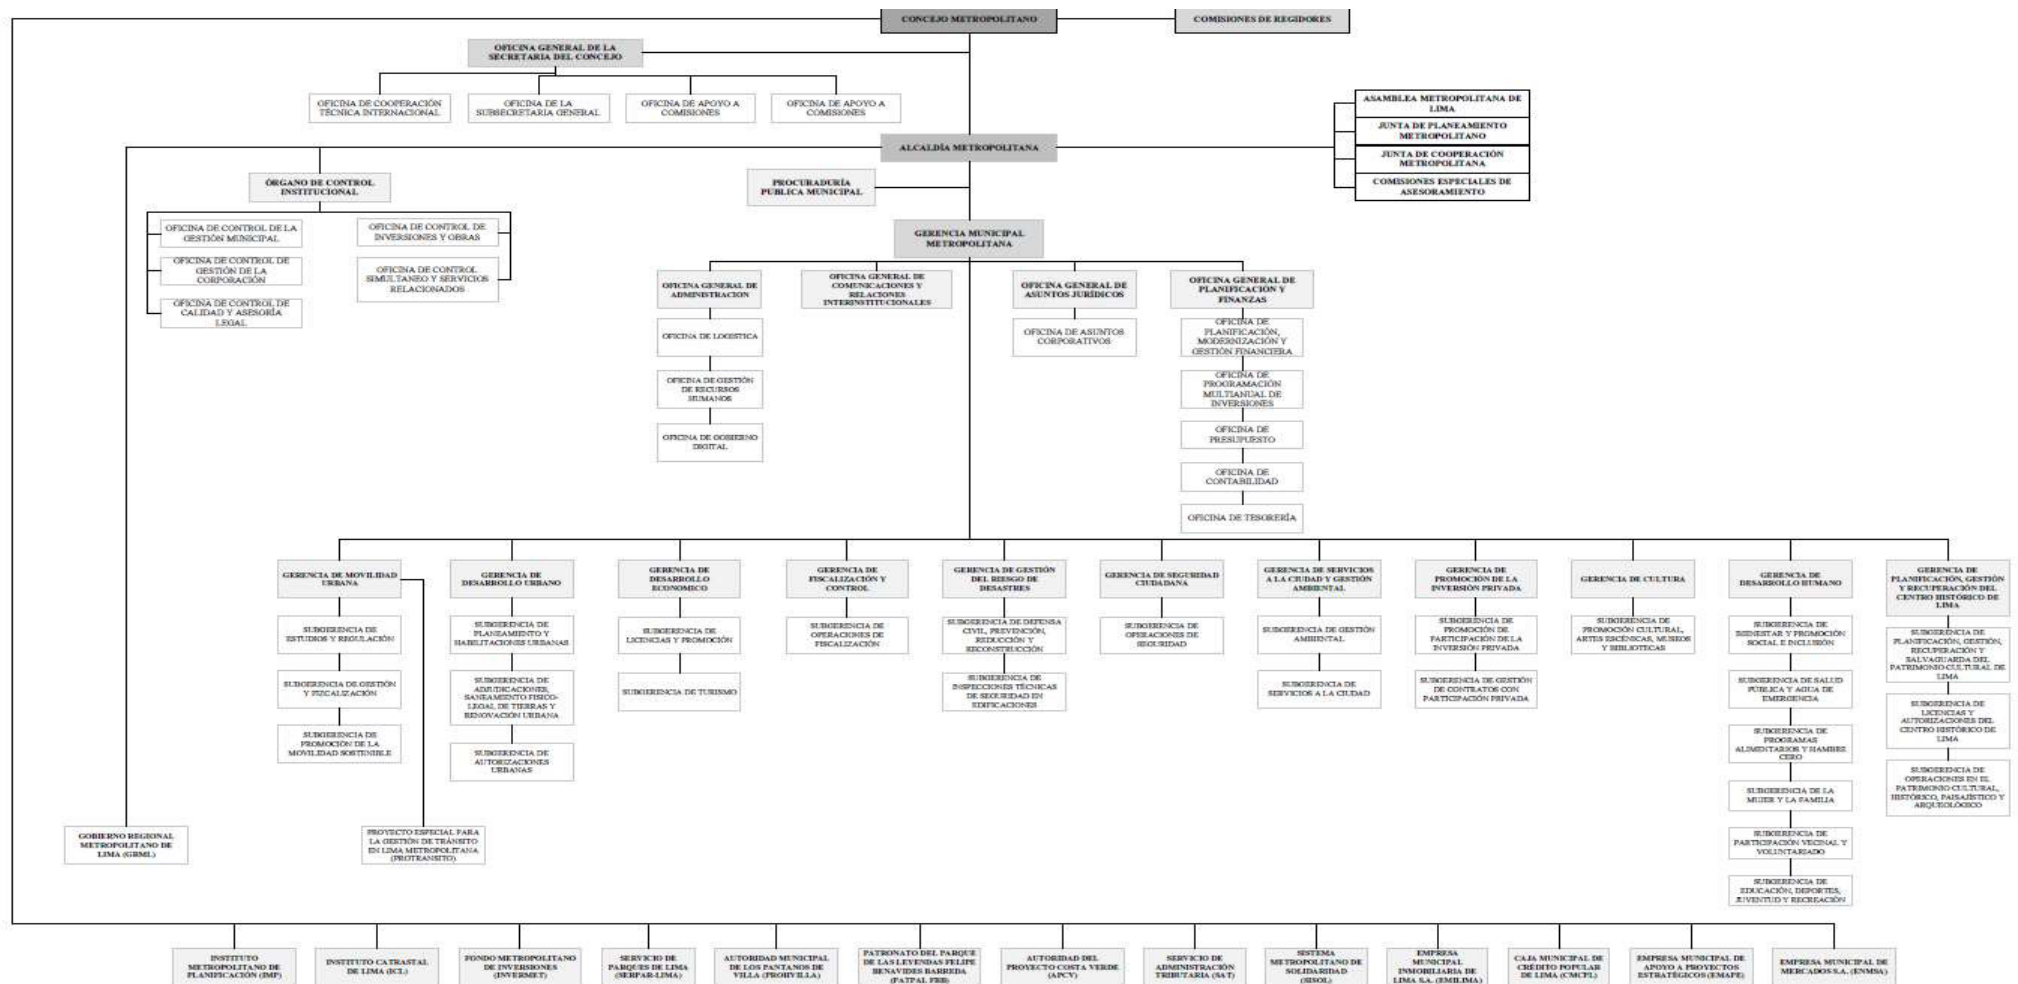 CONCEJO METROPOLITANO
COMISIONES DE REGIDORES
OFICINA GENERAL DE LA
SECRETARIA DEL CONCEJO
OFICINA DE COOPERACIÓN
TÉCNICA INTERNACIONAL
OFICINA DE LA
SUBSECRETARIA GENERAL
OFICINA DE APOYO A
COMISIONES
OFICINA DE APOYO A
COMISIONES
ASAMBLEA METROPOLITANA DE
LIMA
JUNTA DE PLANEAMIENTO
METROPOLITANO
JUNTA DE COOPERACIÓN
METROPOLITANA
COMISIONES ESPECIALES DE
ASESORAMIENTO
ALCALDÍA METROPOLITANA
ÓRGANO DE CONTROL
INSTITUCIONAL
PROCURADURÍA
PUBLICA MUNICIPAL
OFICINA DE CONTROL DE LA
GESTIÓN MUNICIPAL
OFICINA DE CONTROL DE
GESTIÓN DE LA
CORPORACIÓN
OFICINA DE CONTROL DE
CALIDAD Y ASESORÍA
LEGAL
OFICINA DE CONTROL DE
INVERSIONES Y OBRAS
OFICINA DE CONTROL
SIMULTANEO Y SERVICIOS
RELACIONADOS
GERENCIA MUNICIPAL
METROPOLITANA
OFICINA GENERAL DE
ADMINISTRACION
OFICINA DE LOGISTICA
OFICINA DE GESTIÓN
DE RECURSOS
HUMANOS
OFICINA DE GOBIERNO
DIGITAL
OFICINA GENERAL DE
COMUNICACIONES Y
RELACIONES
INTERINSTITUCIONALES
OFICINA GENERAL DE
ASUNTOS JURÍDICOS
OFICINA DE ASUNTOS
CORPORATIVOS
OFICINA GENERAL DE
PLANIFICACIÓN Y
FINANZAS
OFICINA DE
PLANIFICACIÓN,
MODERNIZACIÓN Y
GESTIÓN FINANCIERA
OFICINA DE
PROGRAMACIÓN
MULTIANUAL DE
INVERSIONES
OFICINA DE
PRESUPUESTO
OFICINA DE
CONTABILIDAD
OFICINA DE TESORERÍA
GERENCIA DE MOVILIDAD
URBANA
SUBGERENCIA DE
ESTUDIOS Y REGULACIÓN
SUBGERENCIA DE GESTIÓN
Y FIZCALIZACIÓN
SUBGERENCIA DE
PROMOCIÓN DE LA
MOVILIDAD SOSTENIBLE
GERENCIA DE
DESARROLLO URBANO
SUBGERENCIA DE
PLANEAMIENTO Y
HABILITACIONES URBANAS
SUBGERENCIA DE
ADJUDICACIONES,
SANEAMIENTO FISICO-
LEGAL DE TIERRAS Y
RENOVACIÓN URBANA
SUBGERENCIA DE
AUTORIZACIONES
URBANAS
GERENCIA DE
DESARROLLO
ECONOMICO
SUBGERENCIA DE
LICENCIAS Y PROMOCIÓN
SUBGERENCIA DE TURISMO
GERENCIA DE
FISCALIZACIÓN Y
CONTROL
SUBGERENCIA DE
OPERACIONES DE
FISCALIZACIÓN
GERENCIA DE GESTIÓN
DEL RIESGO DE
DESASTRES
SUBGERENCIA DE DEFENSA
CIVIL, PREVENCIÓN,
REDUCCIÓN Y
RECONSTRUCCIÓN
SUBGERENCIA DE
INSPECCIONES TÉCNICAS
DE SEGURIDAD EN
EDIFICACIONES
GERENCIA DE SEGURIDAD
CIUDADANA
SUBGERENCIA DE
OPERACIONES DE
SEGURIDAD
GERENCIA DE SERVICIOS
A LA CIUDAD Y GESTIÓN
AMBIENTAL
SUBGERENCIA DE GESTIÓN
AMBIENTAL
SUBGERENCIA DE
SERVICIOS A LA CIUDAD
GERENCIA DE
PROMOCIÓN DE LA
INVERSIÓN PRIVADA
SUBGERENCIA DE
PROMOCIÓN DE
PARTICIPACIÓN DE LA
INVERSIÓN PRIVADA
SUBGERENCIA DE GESTIÓN
DE CONTRATOS CON
PARTICIPACIÓN PRIVADA
GERENCIA DE CULTURA
SUBGERENCIA DE
PROMOCIÓN CULTURAL,
ARTES ESCÉNICAS, MUSEOS
Y BIBLIOTECAS
GERENCIA DE
DESARROLLO HUMANO
SUBGERENCIA DE
BIENESTAR Y PROMOCIÓN
SOCIAL E INCLUSIÓN
SUBGERENCIA DE SALUD
PÚBLICA Y AGUA DE
EMERGENCIA
SUBGERENCIA DE
PROGRAMAS
ALIMENTARIOS Y HAMBRE
CERO
SUBGERENCIA DE LA
MUJER Y LA FAMILIA
SUBGERENCIA DE
PARTICIPACIÓN VECINAL Y
VOLUNTARIADO
SUBGERENCIA DE
EDUCACIÓN, DEPORTES,
JUVENTUD Y RECREACIÓN
GERENCIA DE
PLANIFICACIÓN, GESTIÓN
Y RECUPERACIÓN DEL
CENTRO HISTÓRICO DE
LIMA
SUBGERENCIA DE
PLANIFICACIÓN, GESTIÓN,
RECUPERACIÓN Y
SALVAGUARDA DEL
PATRIMONIO CULTURAL DE
LIMA
SUBGERENCIA DE
LICENCIAS Y
AUTORIZACIONES DEL
CENTRO HISTÓRICO DE
LIMA
SUBGERENCIA DE
OPERACIONES EN EL
PATRIMONIO CULTURAL,
HISTÓRICO, PAISAJÍSTICO Y
ARQUEOLÓGICO
GOBIERNO REGIONAL
METROPOLITANO DE
LIMA (GRML)
PROYECTO ESPECIAL PARA
LA GESTIÓN DE TRÁNSITO
EN LIMA METROPOLITANA
(PROTRANSITO)
INSTITUTO
METROPOLITANO DE
PLANIFICACIÓN (IMP)
INSTITUTO CATRASTAL
DE LIMA (ICL)
FONDO METROPOLITANO
DE INVERSIONES
(INVERMET)
SERVICIO DE
PARQUES DE LIMA
(SERPAR-LIMA)
AUTORIDAD MUNICIPAL
DE LOS PANTANOS DE
VILLA (PROHVILLA)
PATRONATO DEL PARQUE
DE LAS LEYENDAS FELIPE
BENAVIDES BARREDA
(PATPAL FBB)
AUTORIDAD DEL
PROYECTO COSTA VERDE
(APCV)
SERVICIO DE
ADMINISTRACIÓN
TRIBUTARIA (SAT)
SISTEMA
METROPOLITANO DE
SOLIDARIDAD
(SISOL)
EMPRESA
MUNICIPAL
INMOBILIARIA DE
LIMA S.A. (EMILIMA)
CAJA MUNICIPAL DE
CRÉDITO POPULAR
DE LIMA (CMCPL)
EMPRESA MUNICIPAL DE
APOYO A PROYECTOS
ESTRATÉGICOS (EMAPE)
EMPRESA MUNICIPAL DE
MERCADOS S.A. (ENMSA)